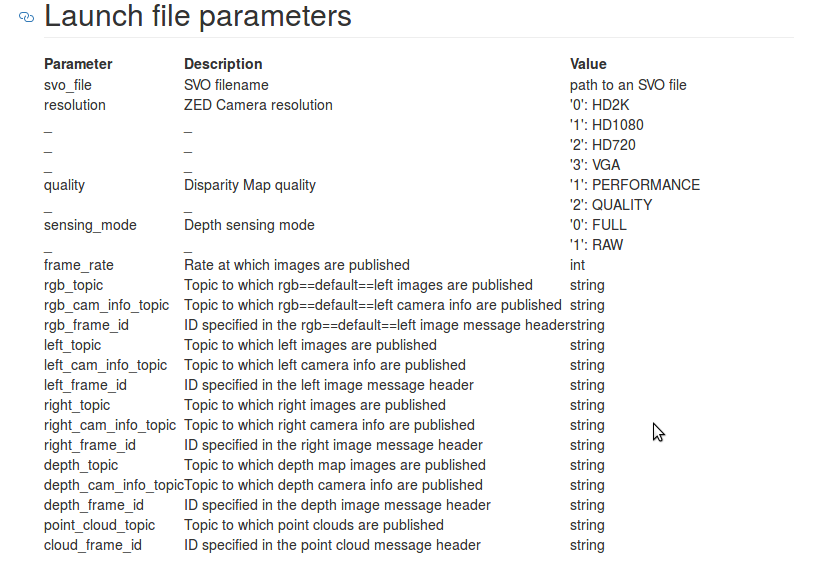 Launch file parameters
Parameter Description Value
svo_file SVO filename path to an SVO file
resolution ZED Camera resolution '0': HD2K
_ _ '1': HD1080
_ _ '2': HD720
_ _ '3': VGA
quality Disparity Map quality '1': PERFORMANCE
_ _ '2': QUALITY
sensing_mode Depth sensing mode '0': FULL
_ _ '1': RAW
frame_rate Rate at which images are published int
rgb_topic Topic to which rgb==default==left images are published string
rgb_cam_info_topic Topic to which rgb==default==left camera info are published string
rgb_frame_id ID specified in the rgb==default==left image message header string
left_topic Topic to which left images are published string
left_cam_info_topic Topic to which left camera info are published string
left_frame_id ID specified in the left image message header string
right_topic Topic to which right images are published string
right_cam_info_topic Topic to which right camera info are published string
right_frame_id ID specified in the right image message header string
depth_topic Topic to which depth map images are published string
depth_cam_info_topic Topic to which depth camera info are published string
depth_frame_id ID specified in the depth image message header string
point_cloud_topic Topic to which point clouds are published string
cloud_frame_id ID specified in the point cloud message header string